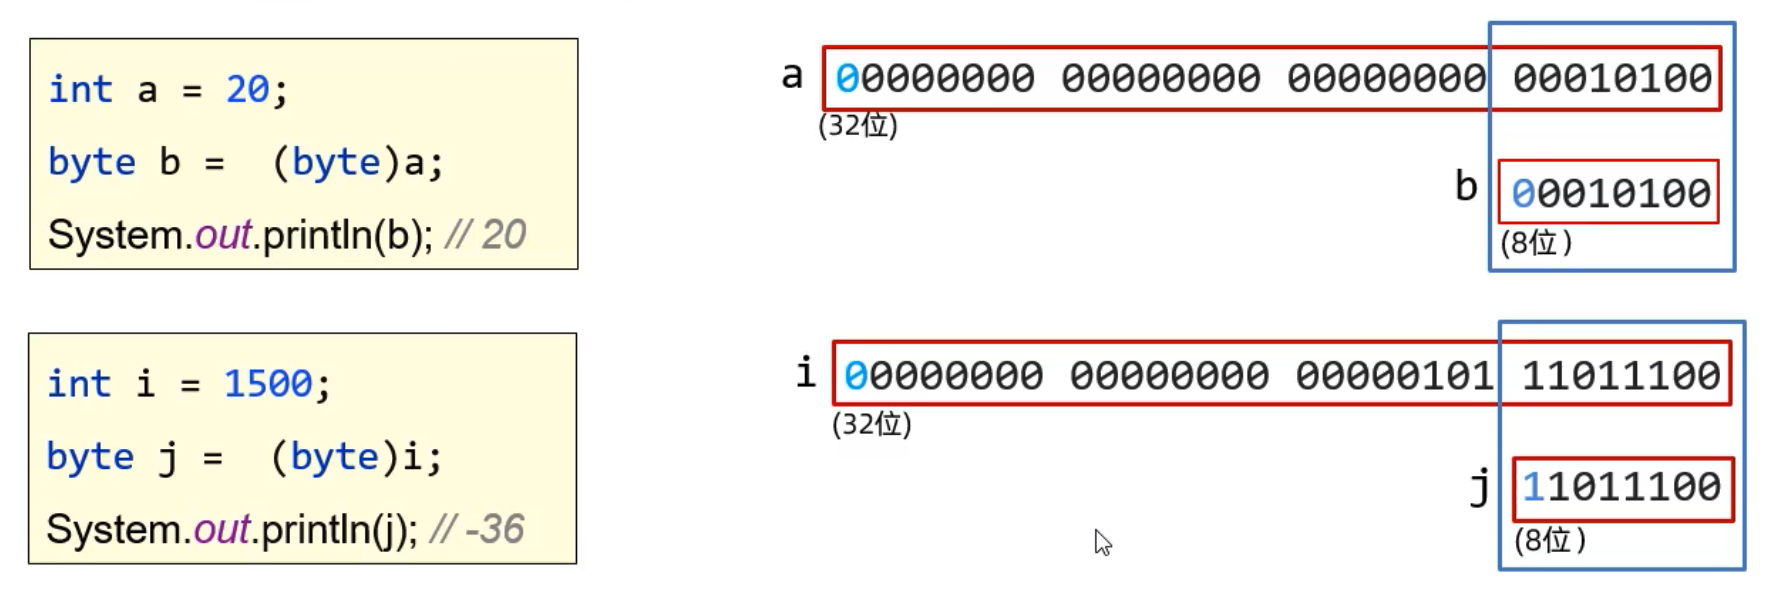 int a = 20;
byte b = (byte)a;
System.out.println(b); // 20
a 00000000 00000000 00000000 00010100
(32位)
b 00010100
(8位)
int i = 1500;
byte j = (byte)i;
System.out.println(j); // -36
i 00000000 00000000 00000101 11011100
(32位)
j 11011100
(8位)